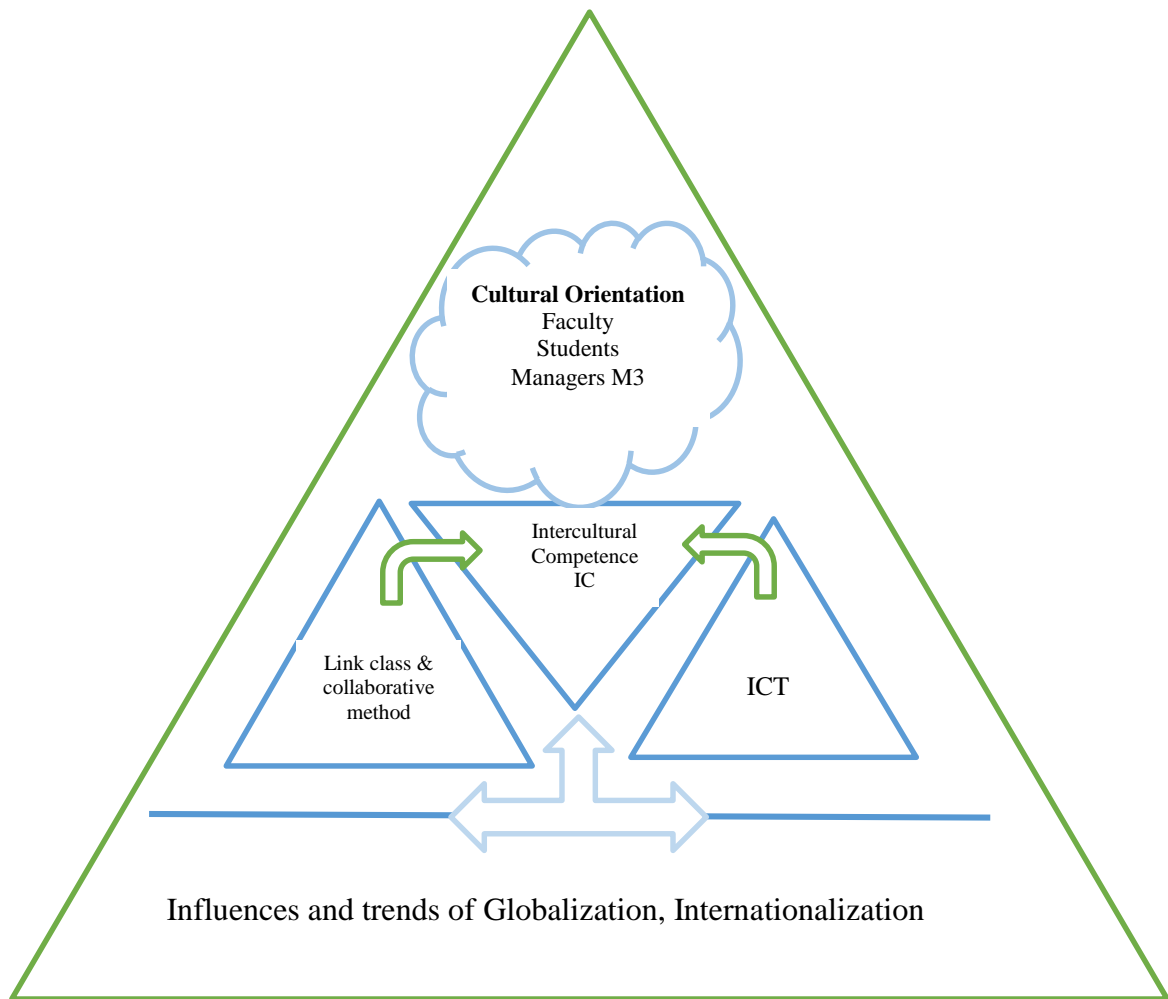 Cultural Orientation
Faculty
Students
Managers M3
Intercultural
Competence
IC
Link class &
collaborative
method
ICT
Influences and trends of Globalization, Internationalization